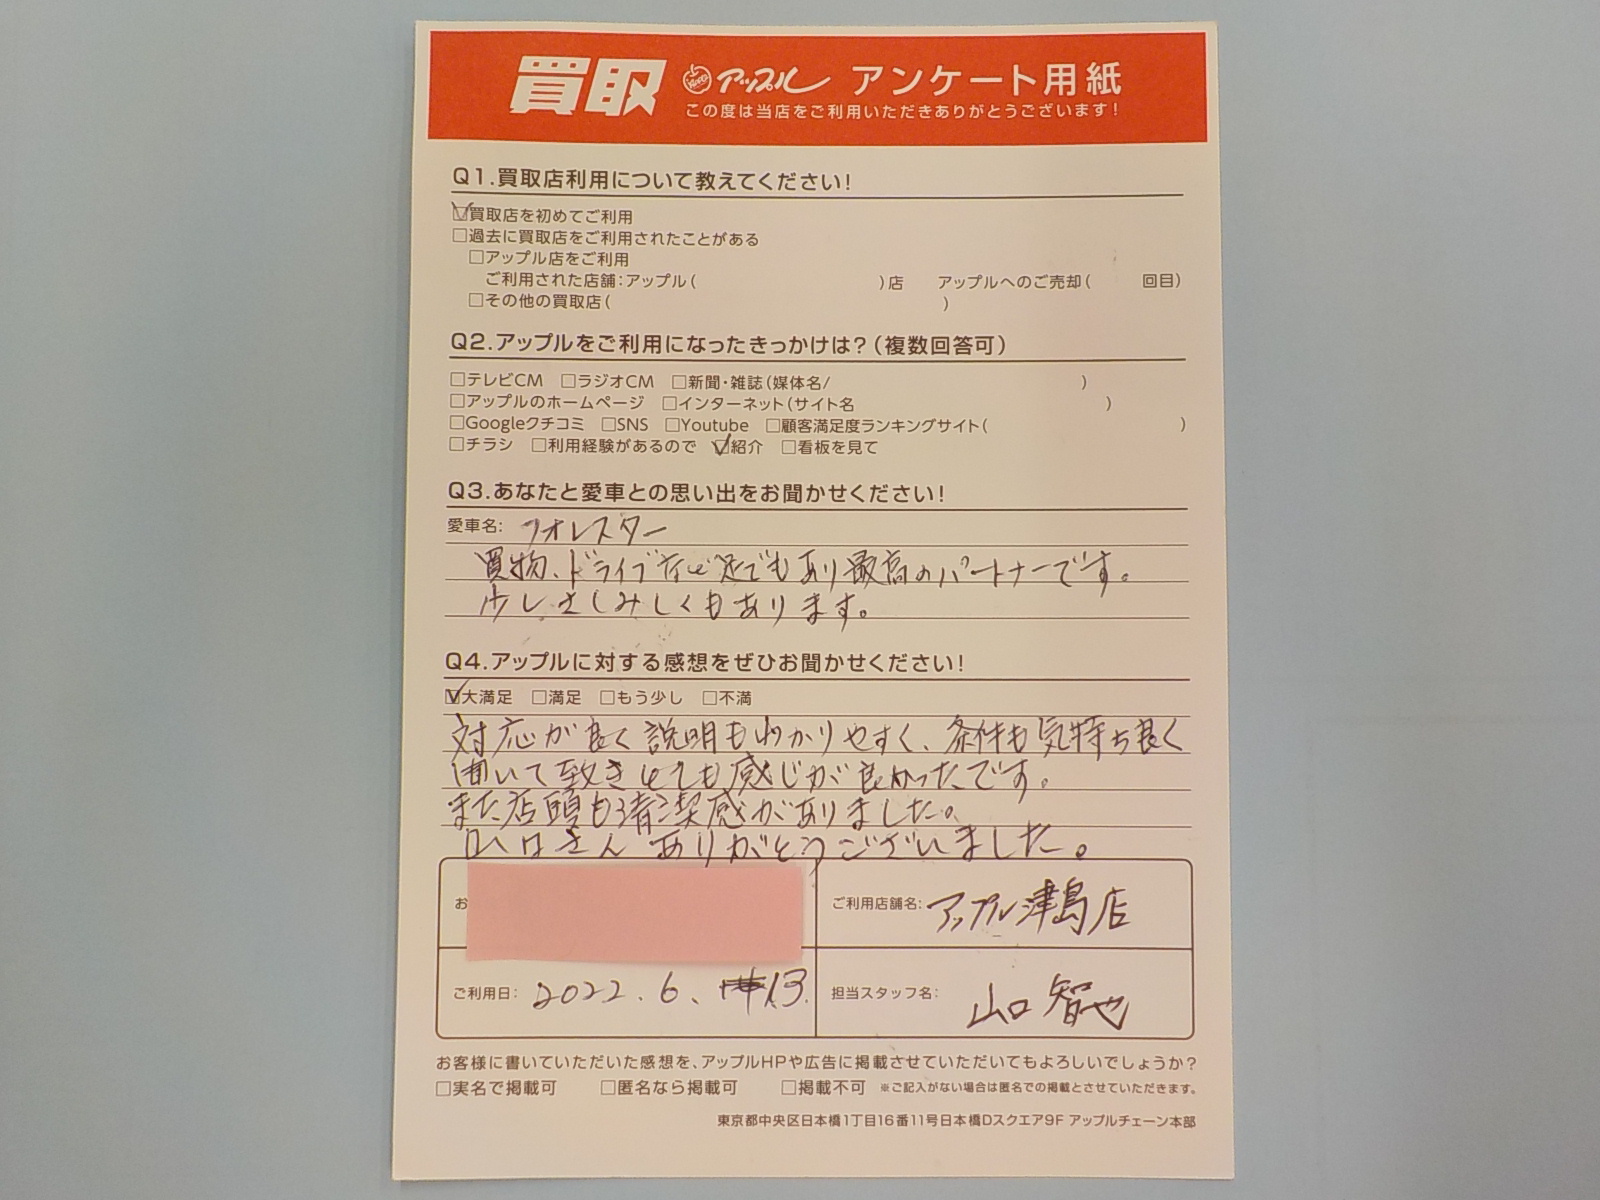 買取 アップル アンケート用紙
この度は当店をご利用いただきありがとうございます!
Q1.買取店利用について教えてください!
☑買取店を初めてご利用
□過去に買取店をご利用されたことがある
□アップル店をご利用
ご利用された店舗:アップル( )店 アップルへのご売却( 回目)
□その他の買取店( )
Q2.アップルをご利用になったきっかけは?(複数回答可)
□テレビCM □ラジオCM □新聞・雑誌(媒体名/ )
□アップルのホームページ □インターネット(サイト名 )
□Googleクチコミ □SNS □Youtube □顧客満足度ランキングサイト( )
□チラシ □利用経験があるので ☑紹介 □看板を見て
Q3.あなたと愛車との思い出をお聞かせください!
愛車名: フォレスター
買物、ドライブなど足でもあり最高のパートナーです。
少しさしみしくもあります。
Q4.アップルに対する感想をぜひお聞かせください!
☑大満足 □満足 □もう少し □不満
対応が良く説明もわかりやすく、条件も気持ち良く
聞いて致きとても感じが良かったです。
また店頭も清潔感がありました。
山口さんありがとうございました。
お
ご利用店舗名: アップル津島店
ご利用日: 2022.6.13.
担当スタッフ名: 山口智也
お客様に書いていただいた感想を、アップルHPや広告に掲載させていただいてもよろしいでしょうか?
□実名で掲載可 □匿名なら掲載可 □掲載不可 ※ご記入がない場合は匿名での掲載とさせていただきます。
東京都中央区日本橋1丁目16番11号日本橋Dスクエア9F アップルチェーン本部